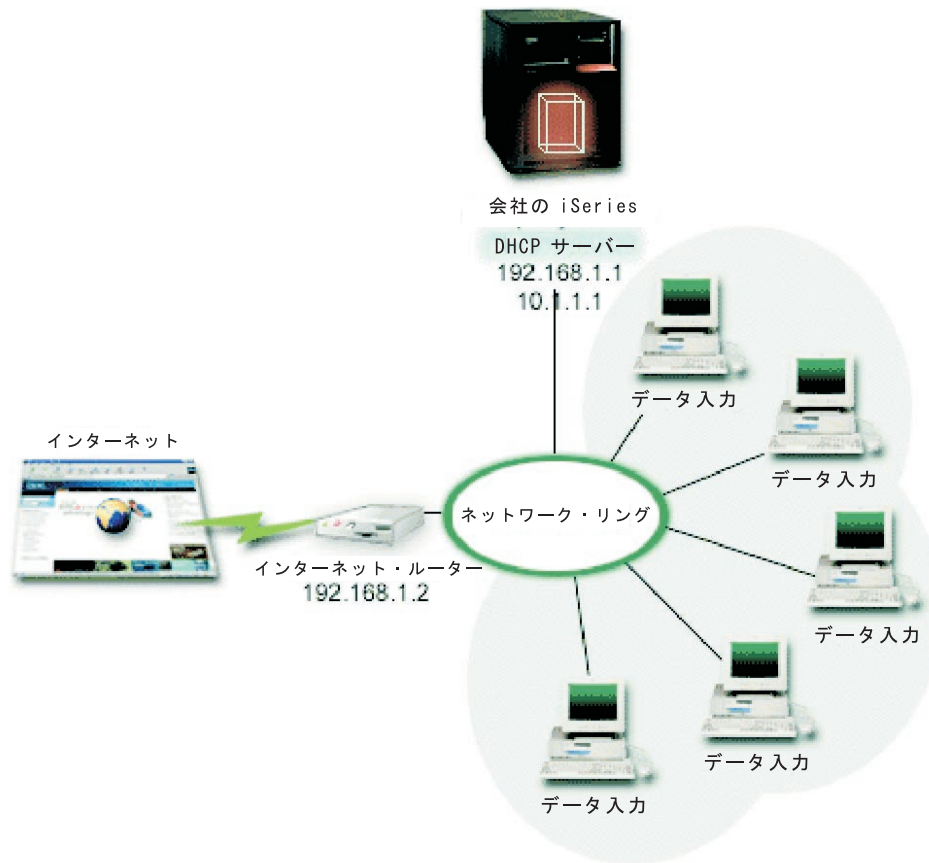 会社の iSeries
DHCP サーバー
192.168.1.1
10.1.1.1
データ入力
データ入力
インターネット
ネットワーク・リング
インターネット・ルーター
192.168.1.2
データ入力
データ入力
データ入力